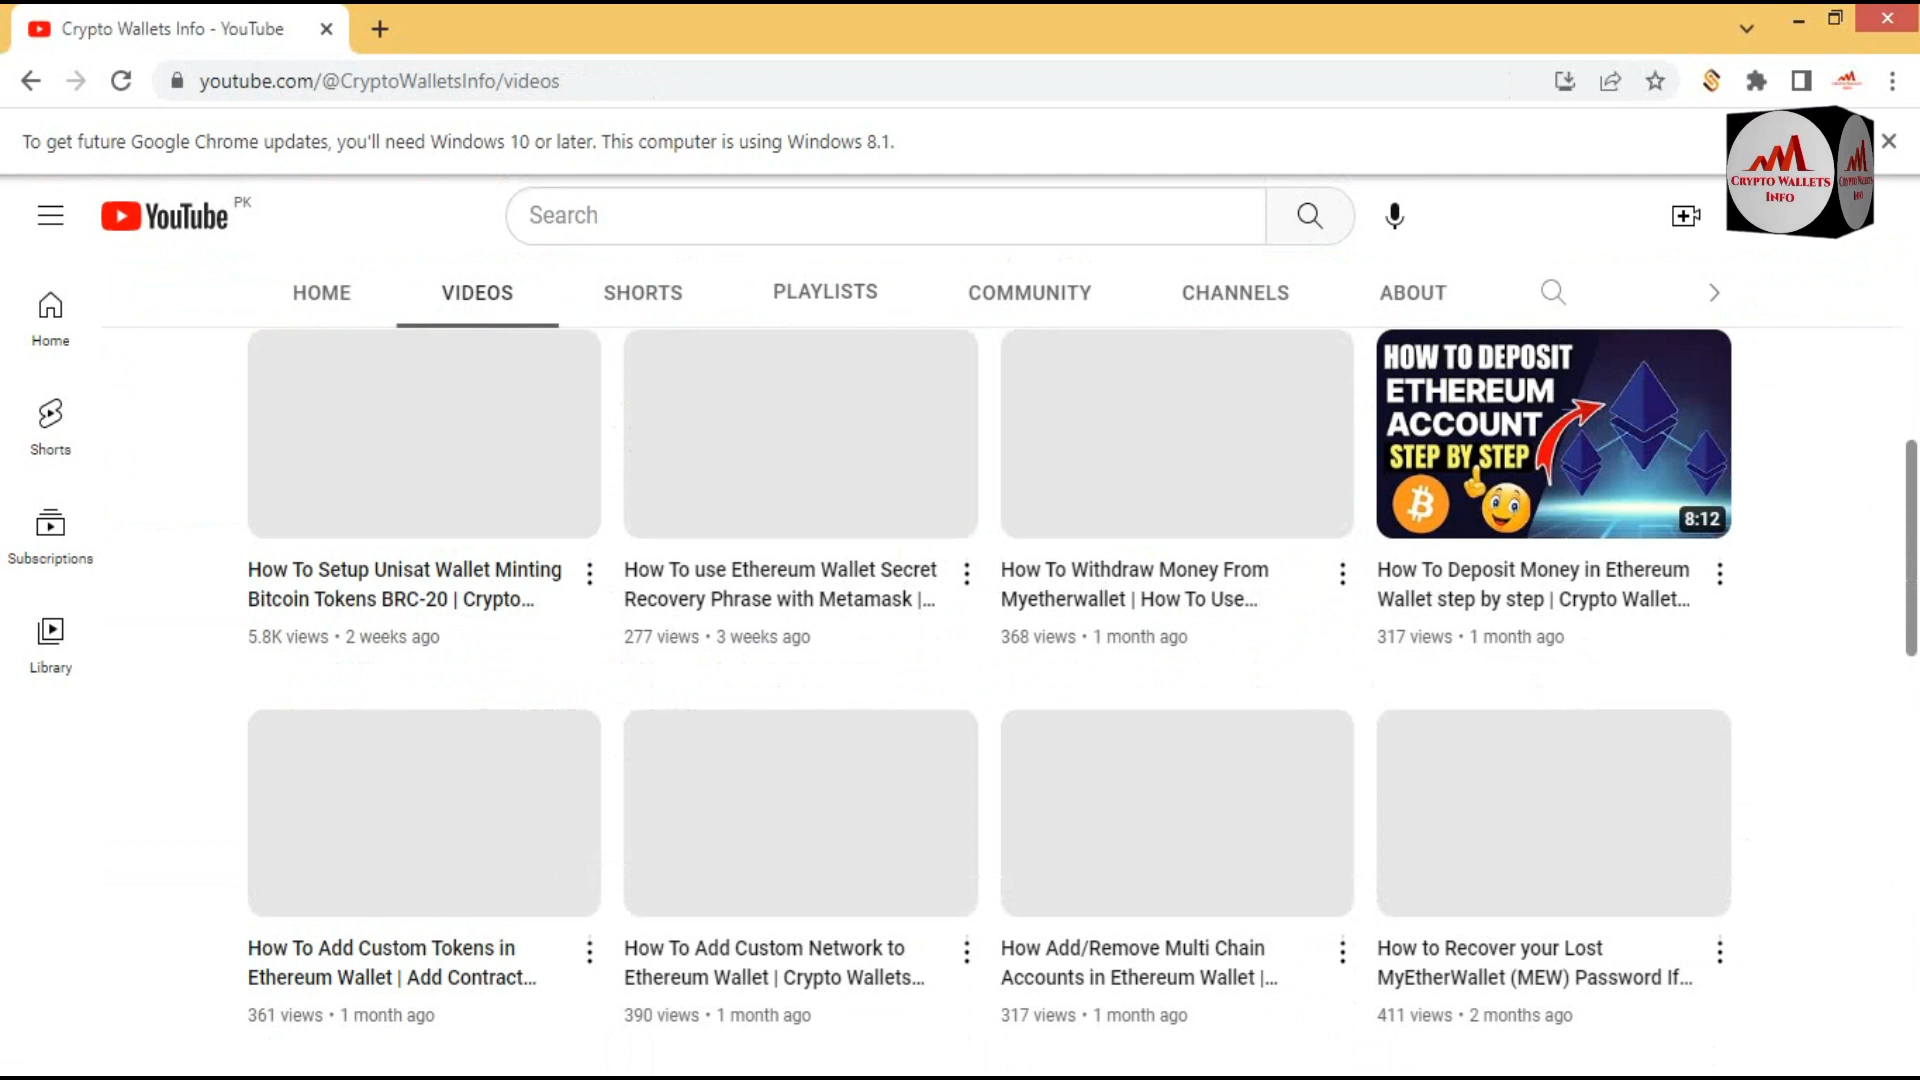 Crypto Wallets Info - YouTube
youtube.com/@CryptoWalletsInfo/videos
To get future Google Chrome updates, you'll need Windows 10 or later. This computer is using Windows 8.1.
CRYPTO WALLETS
INFO
CRYPTO WALLETS
INFO
YouTube PK
Search
HOME VIDEOS SHORTS PLAYLISTS COMMUNITY CHANNELS ABOUT
Home
Shorts
Subscriptions
Library
HOW TO DEPOSIT
ETHEREUM
ACCOUNT
STEP BY STEP
8:12
How To Setup Unisat Wallet Minting
Bitcoin Tokens BRC-20 | Crypto...
5.8K views • 2 weeks ago
How To use Ethereum Wallet Secret
Recovery Phrase with Metamask |...
277 views • 3 weeks ago
How To Withdraw Money From
Myetherwallet | How To Use...
368 views • 1 month ago
How To Deposit Money in Ethereum
Wallet step by step | Crypto Wallet...
317 views • 1 month ago
How To Add Custom Tokens in
Ethereum Wallet | Add Contract...
361 views • 1 month ago
How To Add Custom Network to
Ethereum Wallet | Crypto Wallets...
390 views • 1 month ago
How Add/Remove Multi Chain
Accounts in Ethereum Wallet |...
317 views • 1 month ago
How to Recover your Lost
MyEtherWallet (MEW) Password If...
411 views • 2 months ago